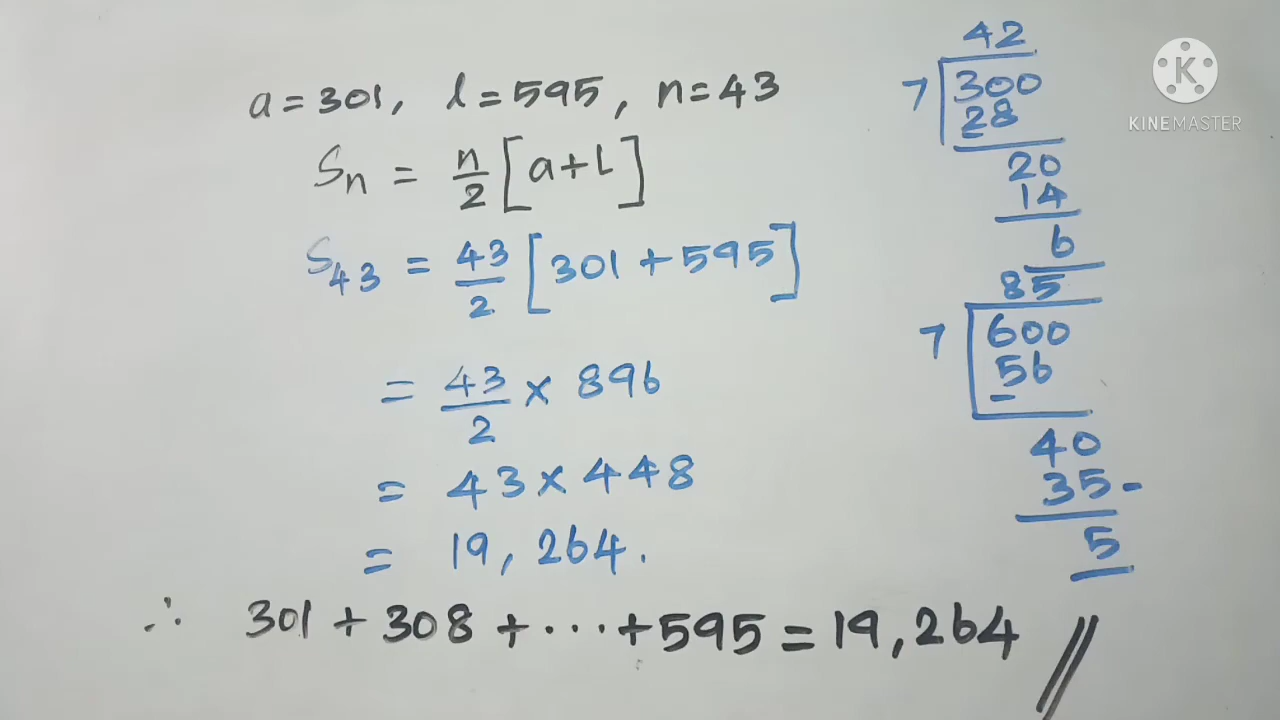 a = 301, l = 595, n = 43
Sn = n/2 [a+l]
S43 = 43/2 [301 + 595]
= 43/2 × 896
= 43 × 448
= 19,264.
∴ 301 + 308 + ··· + 595 = 19,264 //
42
7 300
28
20
14
6
85
7 600
56
-
40
35 -
5
K
KINEMASTER